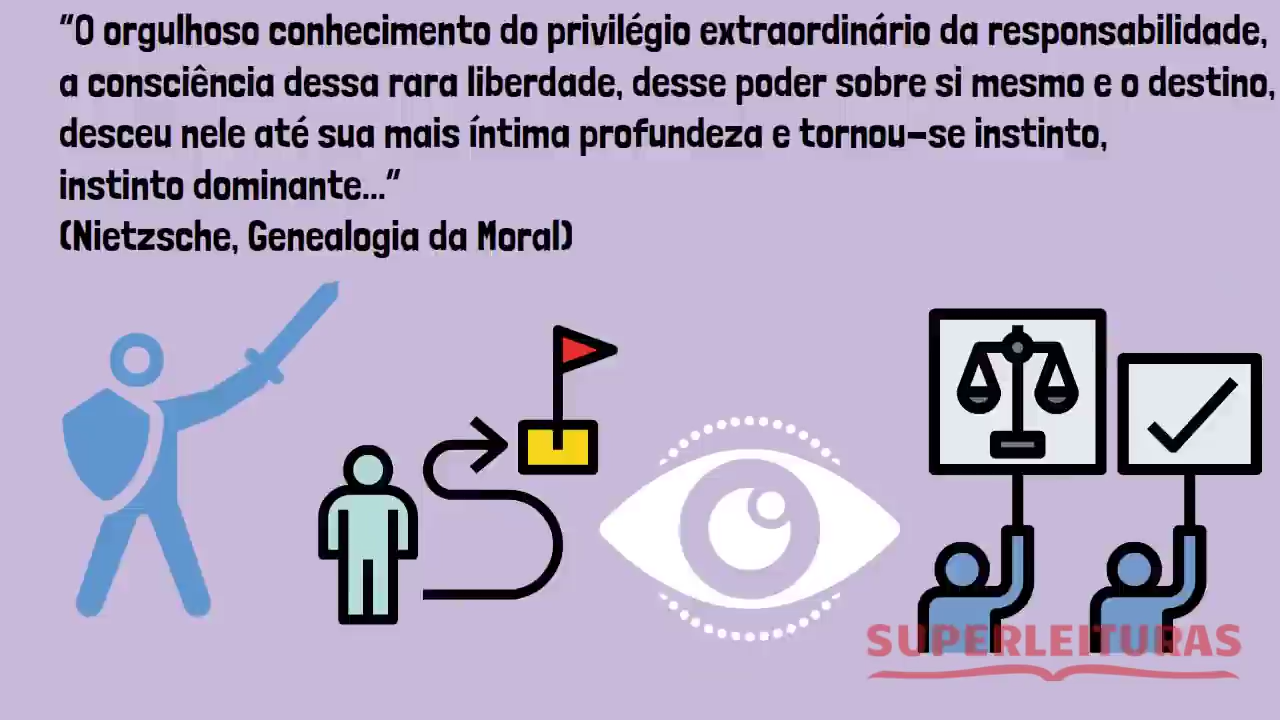 “O orgulhoso conhecimento do privilégio extraordinário da responsabilidade,
a consciência dessa rara liberdade, desse poder sobre si mesmo e o destino,
desceu nele até sua mais íntima profundeza e tornou-se instinto,
instinto dominante...”
(Nietzsche, Genealogia da Moral)
SUPERLEITURAS